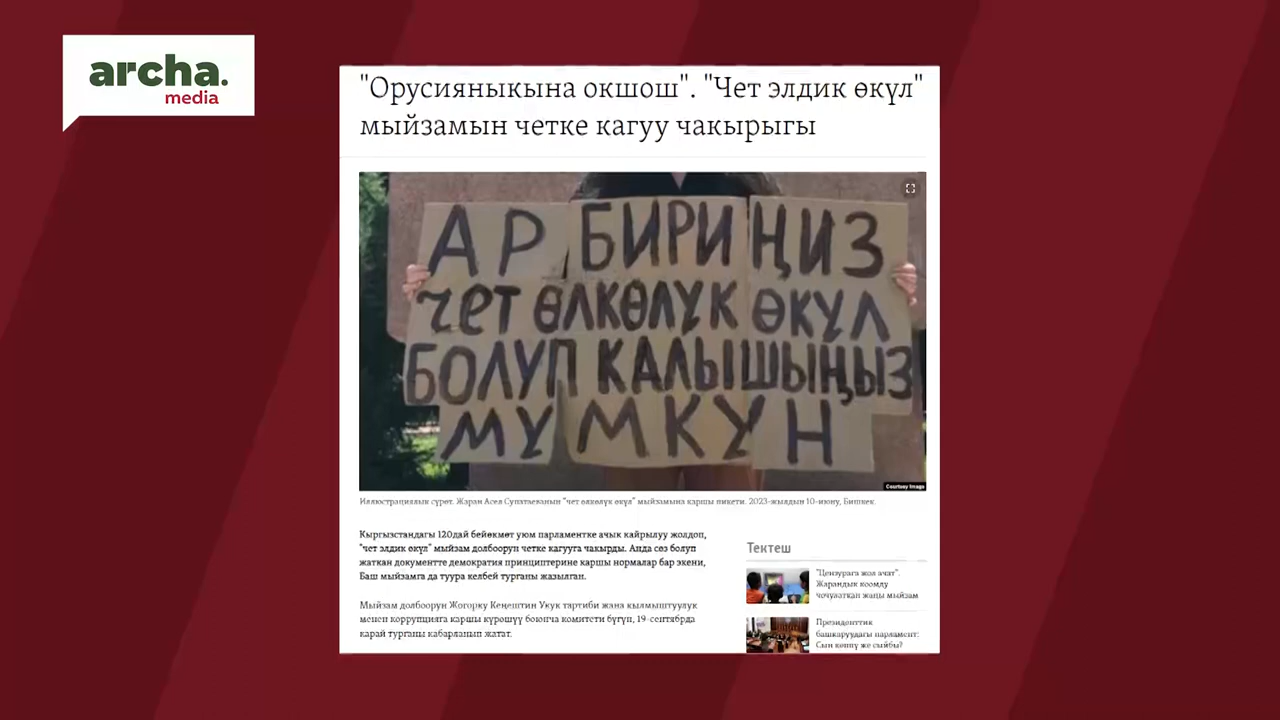 archa.
media
"Орусияныкына окшош". "Чет элдик өкүл"
мыйзамын четке кагуу чакырыгы
АР БИРИҢИЗ
чет өлкөлүк өкүл
БОЛУП КАЛЫШЫҢЫЗ
МҮМКҮН
Courtesy Image
Иллюстрациялык сүрөт. Жаран Асел Супатаеванын "чет өлкөлүк өкүл" мыйзамына каршы пикети. 2023-жылдын 10-июну, Бишкек.
Кыргызстандагы 120дай бейөкмөт уюм парламентке ачык кайрылуу жолдоп,
"чет элдик өкүл" мыйзам долбоорун четке кагууга чакырды. Анда сөз болуп
жаткан документте демократия принциптерине каршы нормалар бар экени,
Баш мыйзамга да туура келбей турганы жазылган.
Мыйзам долбоорун Жогорку Кеңештин Укук тартиби жана кылмыштуулук
менен коррупцияга каршы күрөшүү боюнча комитети бүгүн, 19-сентябрда
карай турганы кабарланып жатат.
Тектеш
"Цензурага жол ачат".
Жарандык коомду
чочулаткан жаңы мыйзам
Президенттик
башкаруудагы парламент:
Сын көппү же сыйбы?